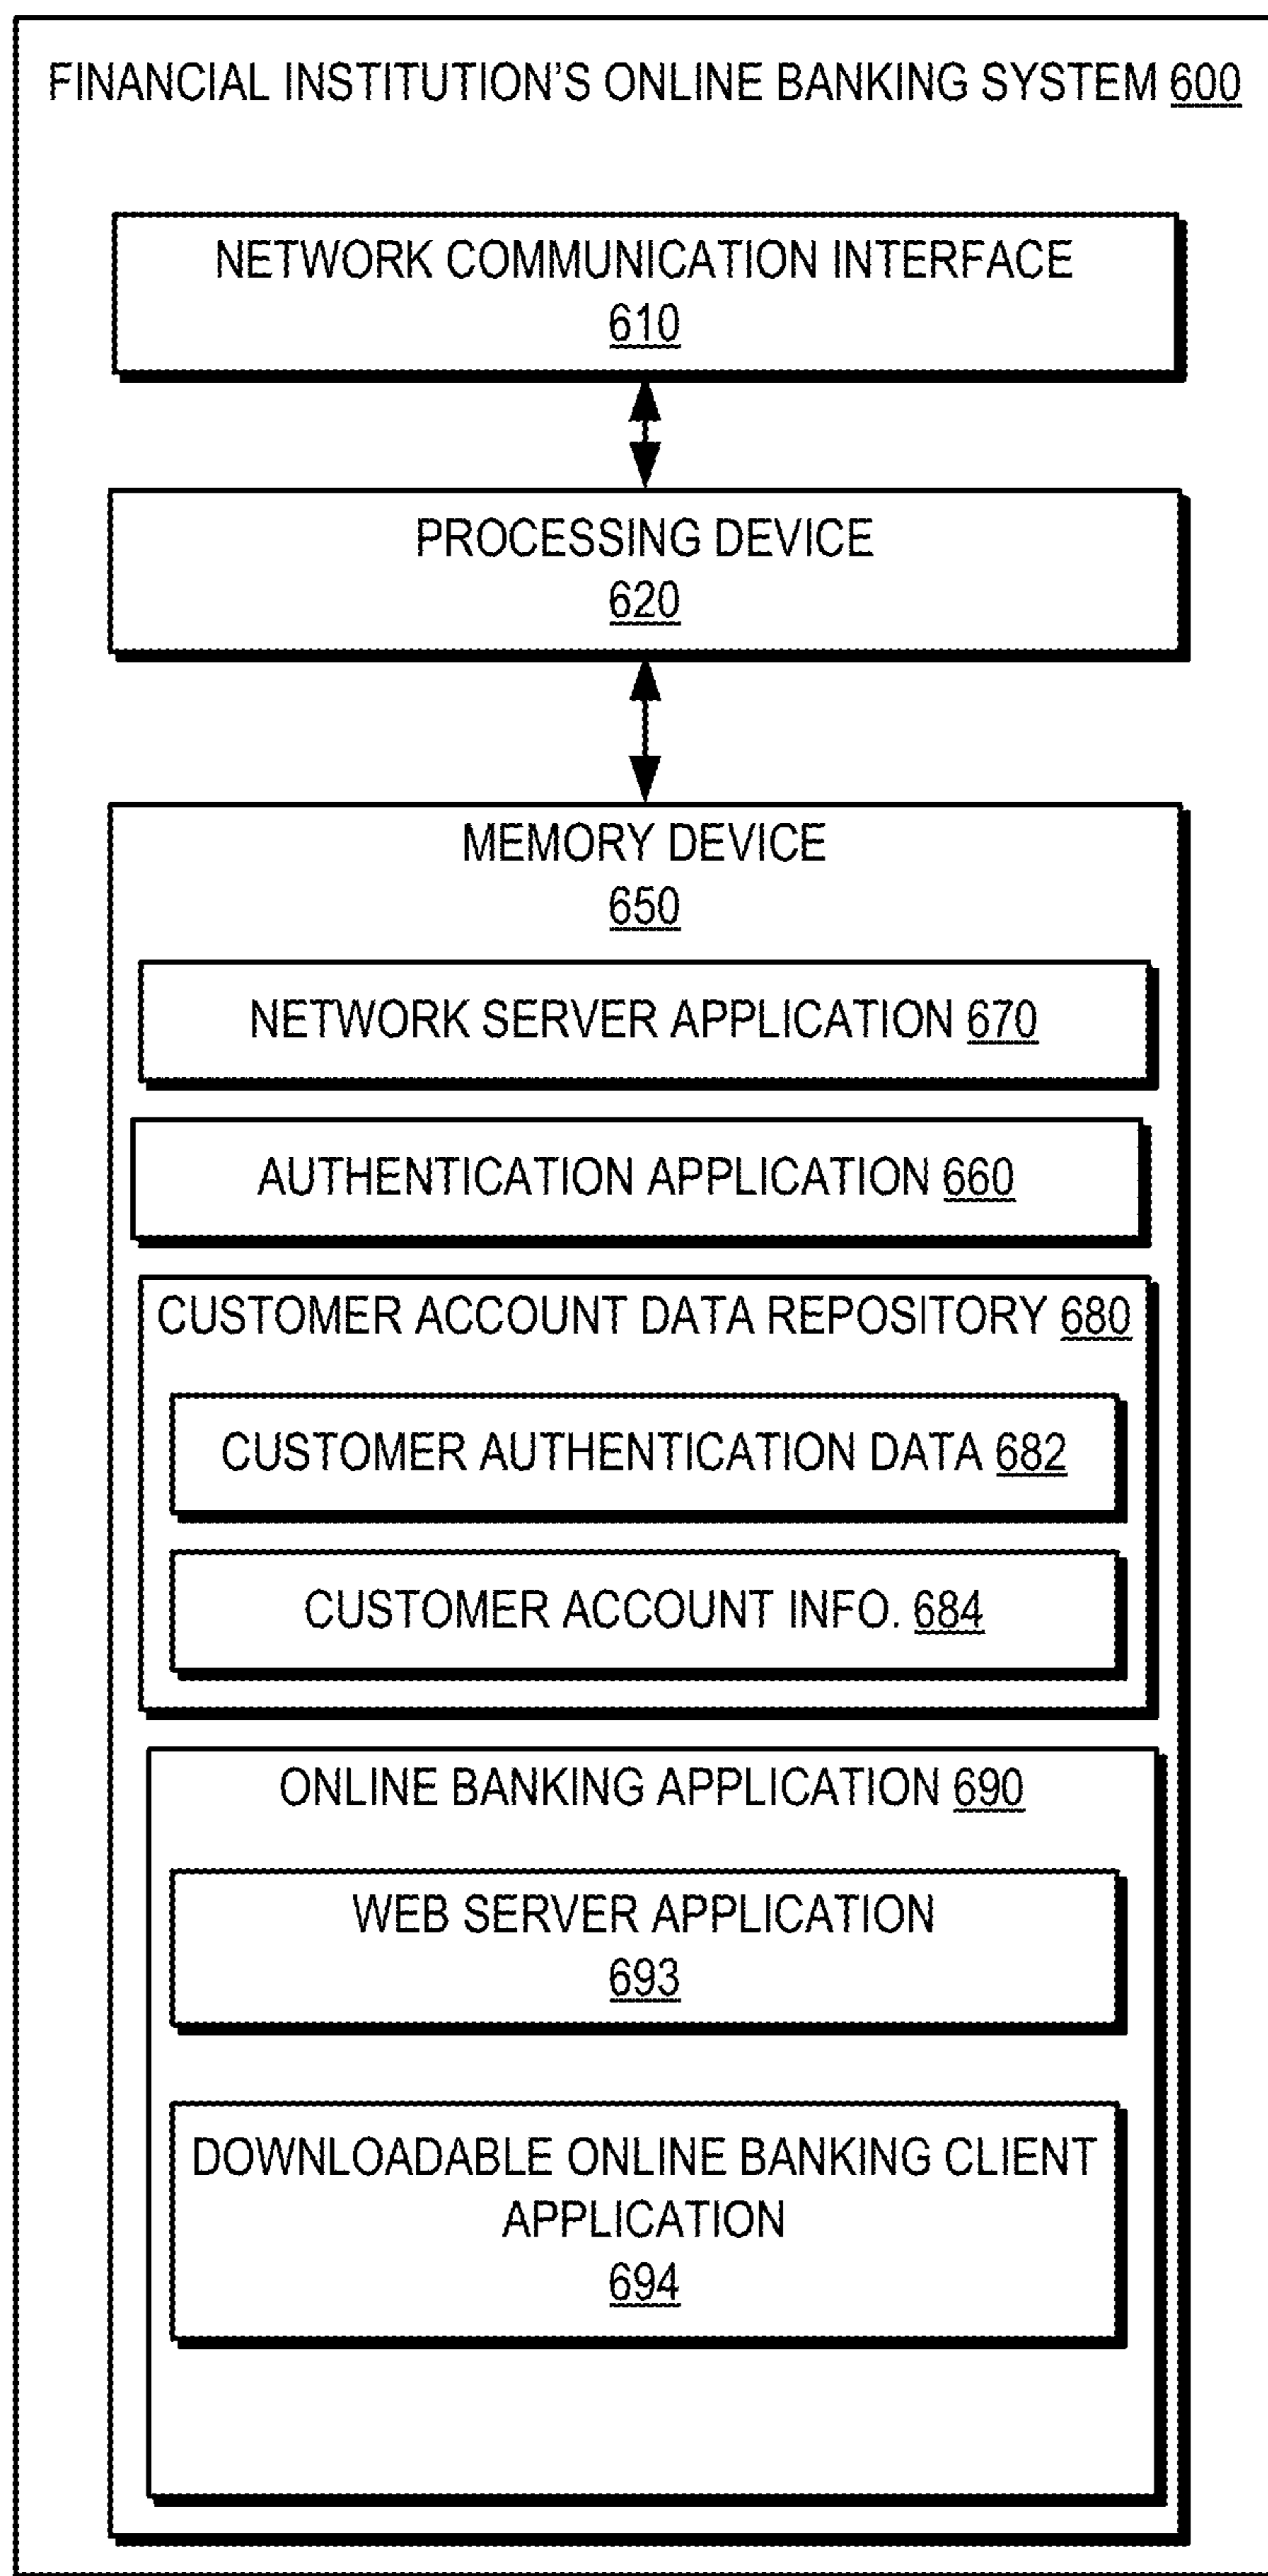 FINANCIAL INSTITUTION'S ONLINE BANKING SYSTEM 600
NETWORK COMMUNICATION INTERFACE
610
PROCESSING DEVICE
620
MEMORY DEVICE
650
NETWORK SERVER APPLICATION 670
AUTHENTICATION APPLICATION 660
CUSTOMER ACCOUNT DATA REPOSITORY 680
CUSTOMER AUTHENTICATION DATA 682
CUSTOMER ACCOUNT INFO. 684
ONLINE BANKING APPLICATION 690
WEB SERVER APPLICATION
693
DOWNLOADABLE ONLINE BANKING CLIENT
APPLICATION
694